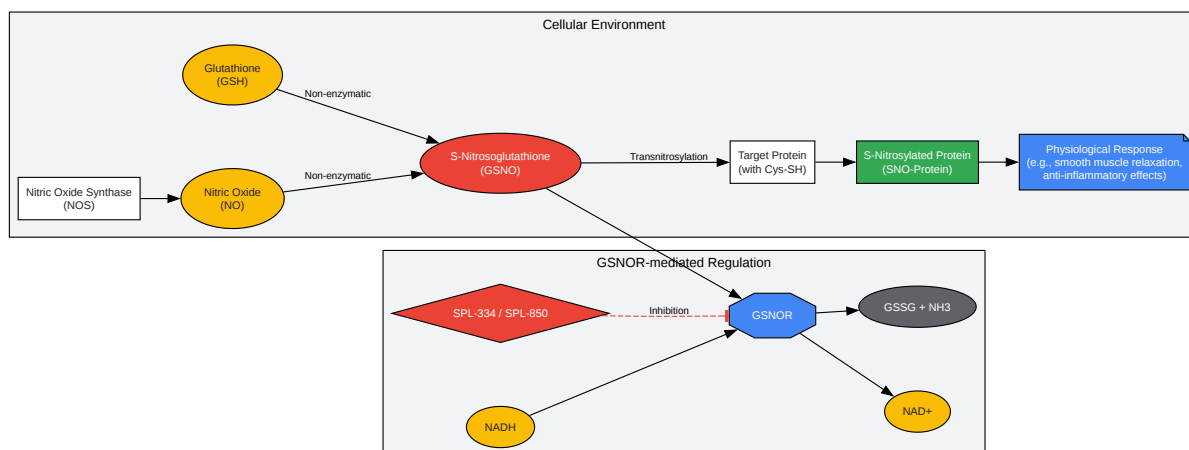 Cellular Environment
Glutathione
(GSH)
Non-enzymatic
S-Nitrosoglutathione
(GSNO)
Transnitrosylation
Target Protein
(with Cys-SH)
S-Nitrosylated Protein
(SNO-Protein)
Physiological Response
(e.g., smooth muscle relaxation,
anti-inflammatory effects)
Nitric Oxide Synthase
(NOS)
Nitric Oxide
(NO)
Non-enzymatic
GSNOR-mediated Regulation
SPL-334 / SPL-850
Inhibition
GSNOR
GSSG + NH3
NADH
NAD+